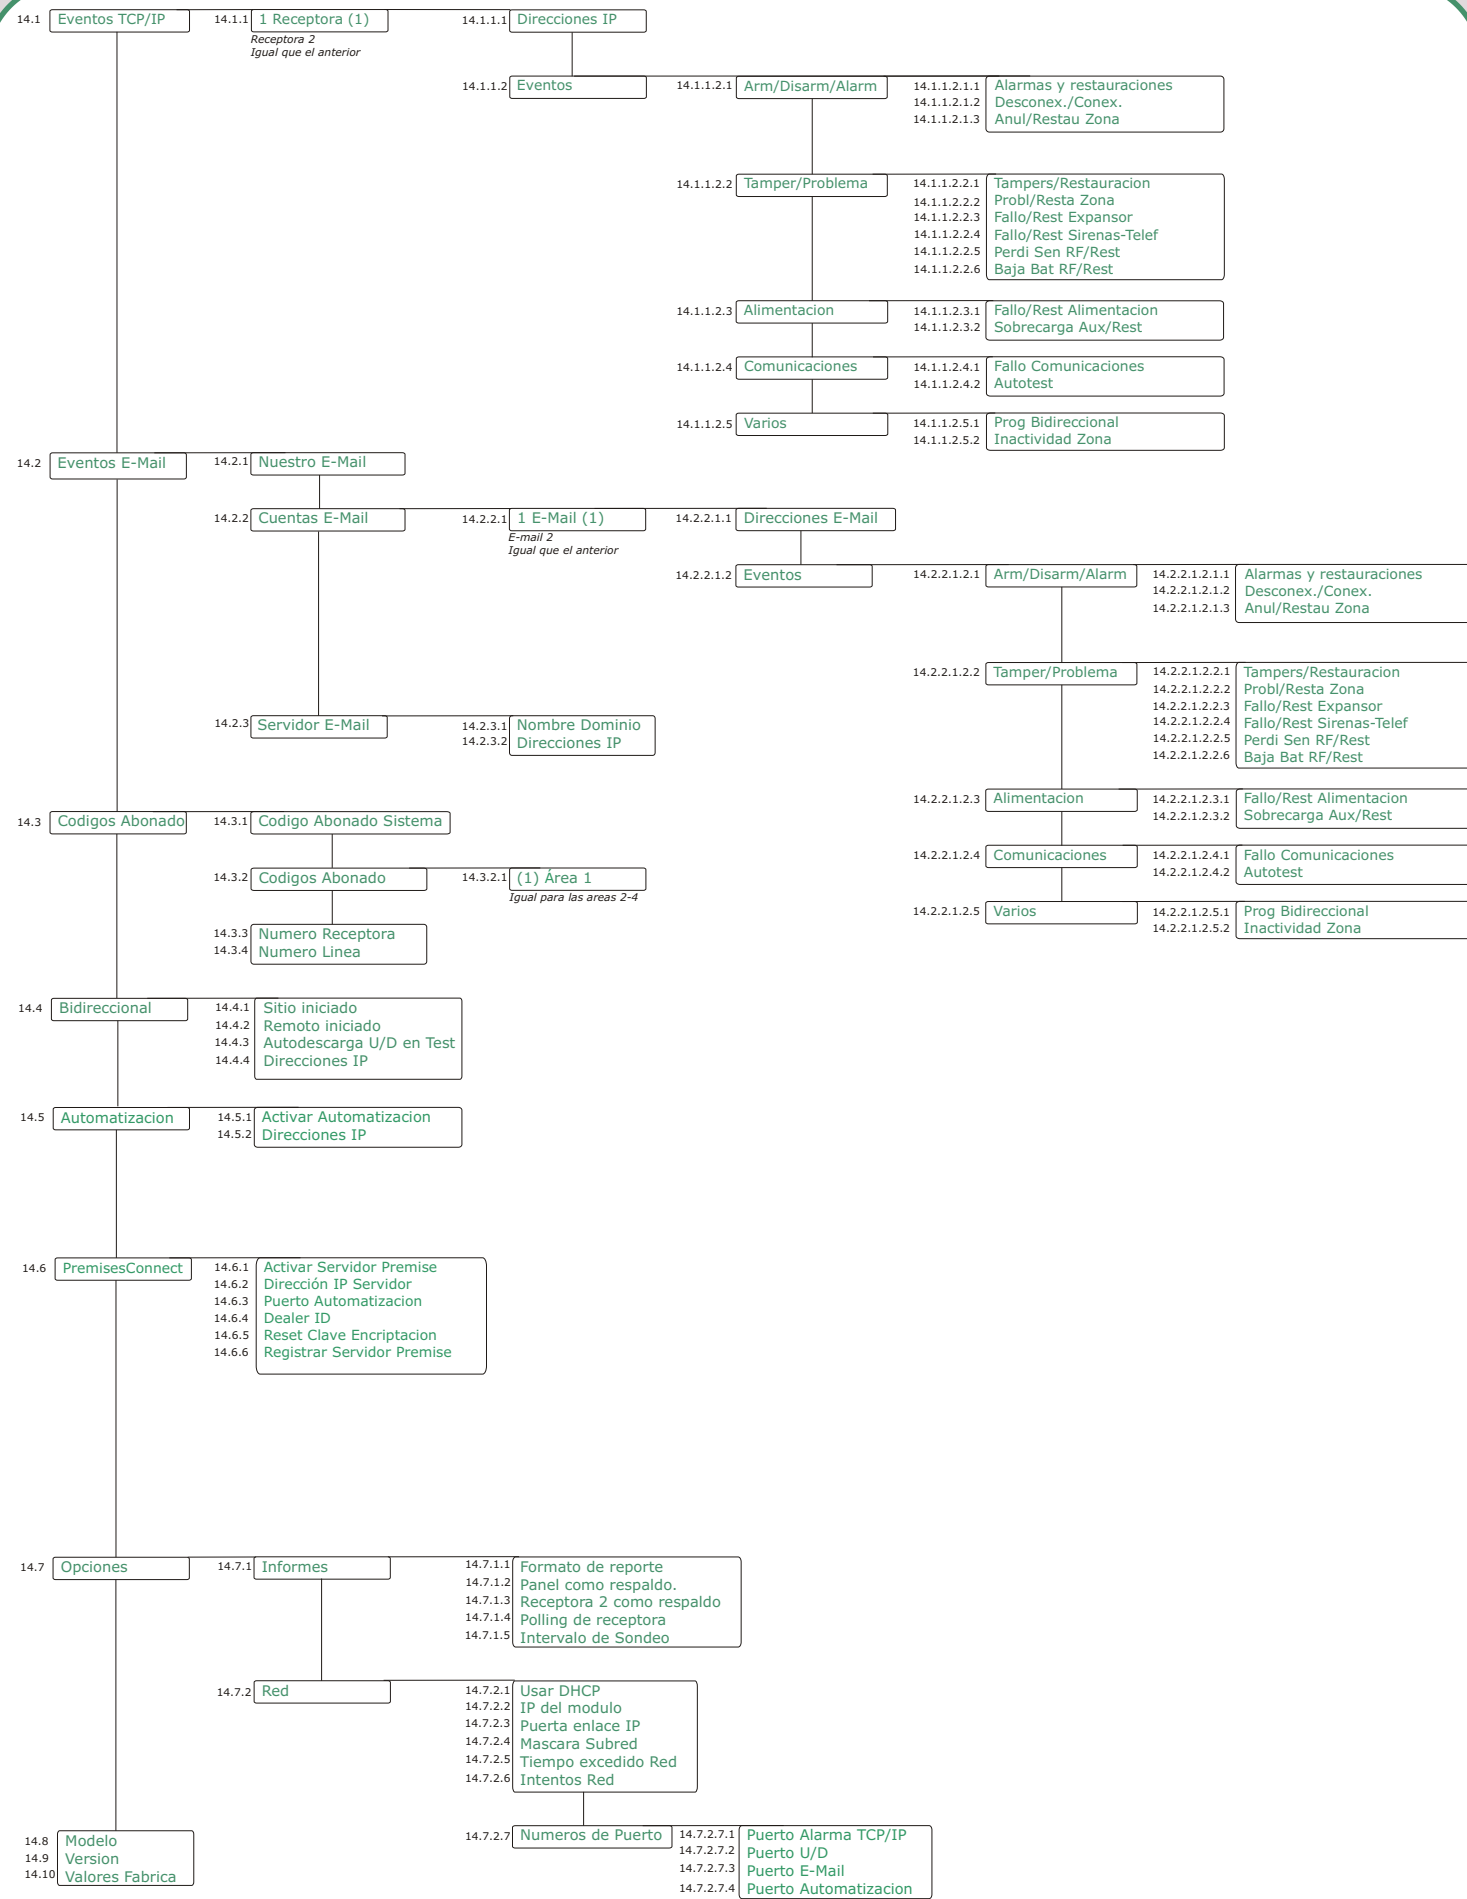 14.1 Eventos TCP/IP 14.1.1 1 Receptora (1) 14.1.1.1 Direcciones IP
Receptora 2
Igual que el anterior
14.1.1.2 Eventos 14.1.1.2.1 Arm/Disarm/Alarm 14.1.1.2.1.1 Alarmas y restauraciones
14.1.1.2.1.2 Desconex./Conex.
14.1.1.2.1.3 Anul/Restau Zona
14.1.1.2.2 Tamper/Problema 14.1.1.2.2.1 Tampers/Restauracion
14.1.1.2.2.2 Probl/Resta Zona
14.1.1.2.2.3 Fallo/Rest Expansor
14.1.1.2.2.4 Fallo/Rest Sirenas-Telef
14.1.1.2.2.5 Perdi Sen RF/Rest
14.1.1.2.2.6 Baja Bat RF/Rest
14.1.1.2.3 Alimentacion 14.1.1.2.3.1 Fallo/Rest Alimentacion
14.1.1.2.3.2 Sobrecarga Aux/Rest
14.1.1.2.4 Comunicaciones 14.1.1.2.4.1 Fallo Comunicaciones
14.1.1.2.4.2 Autotest
14.1.1.2.5 Varios 14.1.1.2.5.1 Prog Bidireccional
14.1.1.2.5.2 Inactividad Zona
14.2 Eventos E-Mail 14.2.1 Nuestro E-Mail
14.2.2 Cuentas E-Mail 14.2.2.1 1 E-Mail (1) 14.2.2.1.1 Direcciones E-Mail
E-mail 2
Igual que el anterior
14.2.2.1.2 Eventos 14.2.2.1.2.1 Arm/Disarm/Alarm 14.2.2.1.2.1.1 Alarmas y restauraciones
14.2.2.1.2.1.2 Desconex./Conex.
14.2.2.1.2.1.3 Anul/Restau Zona
14.2.2.1.2.2 Tamper/Problema 14.2.2.1.2.2.1 Tampers/Restauracion
14.2.2.1.2.2.2 Probl/Resta Zona
14.2.2.1.2.2.3 Fallo/Rest Expansor
14.2.2.1.2.2.4 Fallo/Rest Sirenas-Telef
14.2.2.1.2.2.5 Perdi Sen RF/Rest
14.2.2.1.2.2.6 Baja Bat RF/Rest
14.2.3 Servidor E-Mail 14.2.3.1 Nombre Dominio
14.2.3.2 Direcciones IP
14.2.2.1.2.3 Alimentacion 14.2.2.1.2.3.1 Fallo/Rest Alimentacion
14.2.2.1.2.3.2 Sobrecarga Aux/Rest
14.2.2.1.2.4 Comunicaciones 14.2.2.1.2.4.1 Fallo Comunicaciones
14.2.2.1.2.4.2 Autotest
14.2.2.1.2.5 Varios 14.2.2.1.2.5.1 Prog Bidireccional
14.2.2.1.2.5.2 Inactividad Zona
14.3 Codigos Abonado 14.3.1 Codigo Abonado Sistema
14.3.2 Codigos Abonado 14.3.2.1 (1) Área 1
Igual para las areas 2-4
14.3.3 Numero Receptora
14.3.4 Numero Linea
14.4 Bidireccional 14.4.1 Sitio iniciado
14.4.2 Remoto iniciado
14.4.3 Autodescarga U/D en Test
14.4.4 Direcciones IP
14.5 Automatizacion 14.5.1 Activar Automatizacion
14.5.2 Direcciones IP
14.6 PremisesConnect 14.6.1 Activar Servidor Premise
14.6.2 Dirección IP Servidor
14.6.3 Puerto Automatizacion
14.6.4 Dealer ID
14.6.5 Reset Clave Encriptacion
14.6.6 Registrar Servidor Premise
14.7 Opciones 14.7.1 Informes 14.7.1.1 Formato de reporte
14.7.1.2 Panel como respaldo.
14.7.1.3 Receptora 2 como respaldo
14.7.1.4 Polling de receptora
14.7.1.5 Intervalo de Sondeo
14.7.2 Red 14.7.2.1 Usar DHCP
14.7.2.2 IP del modulo
14.7.2.3 Puerta enlace IP
14.7.2.4 Mascara Subred
14.7.2.5 Tiempo excedido Red
14.7.2.6 Intentos Red
14.7.2.7 Numeros de Puerto 14.7.2.7.1 Puerto Alarma TCP/IP
14.7.2.7.2 Puerto U/D
14.7.2.7.3 Puerto E-Mail
14.7.2.7.4 Puerto Automatizacion
14.8 Modelo
14.9 Version
14.10 Valores Fabrica